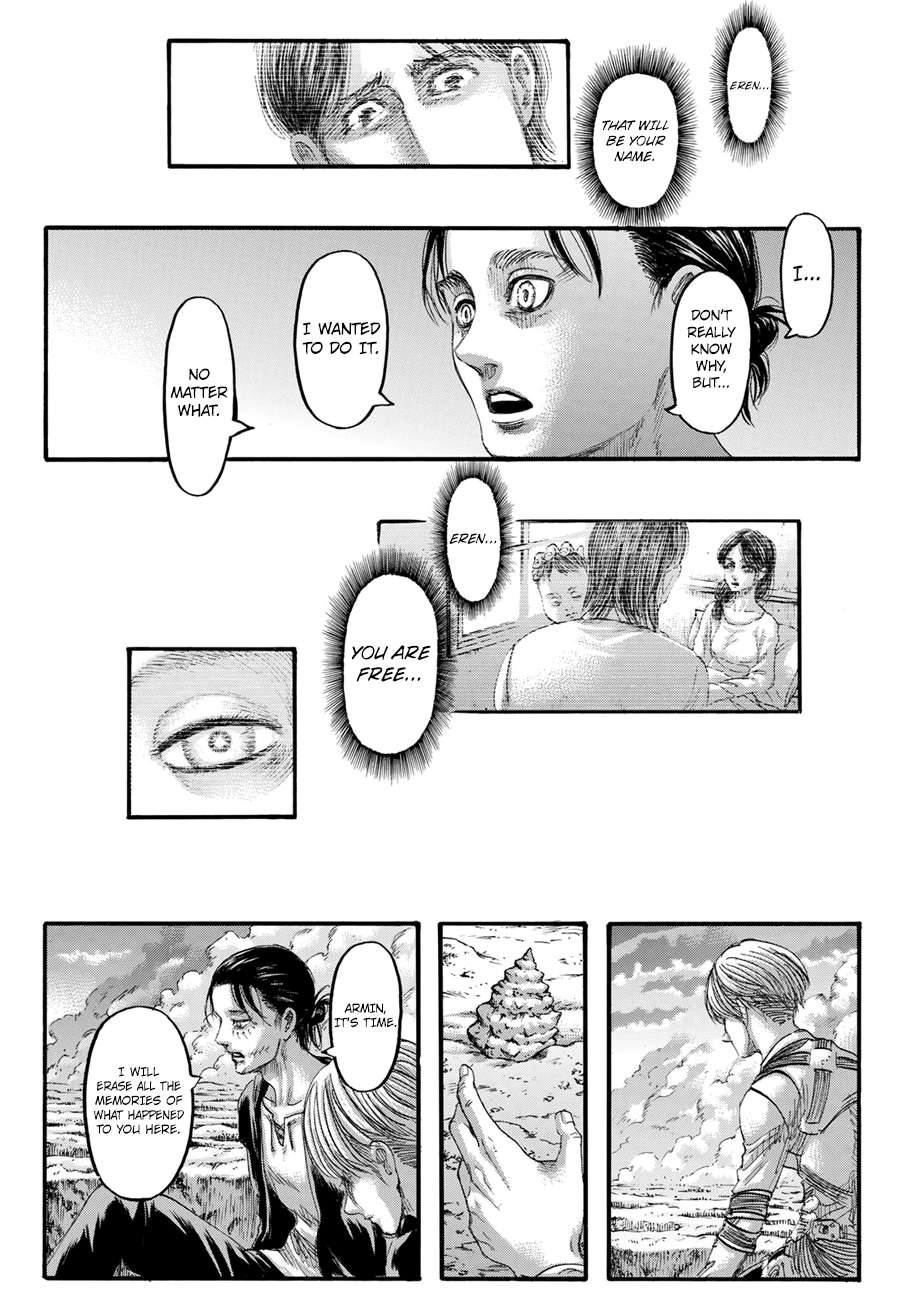 EREN...
THAT WILL
BE YOUR
NAME.
I...
DON'T
REALLY
KNOW
WHY,
BUT...
I WANTED
TO DO IT.
NO
MATTER
WHAT.
EREN...
YOU ARE
FREE...
ARMIN,
IT'S TIME.
I WILL
ERASE ALL THE
MEMORIES OF
WHAT HAPPENED
TO YOU HERE.